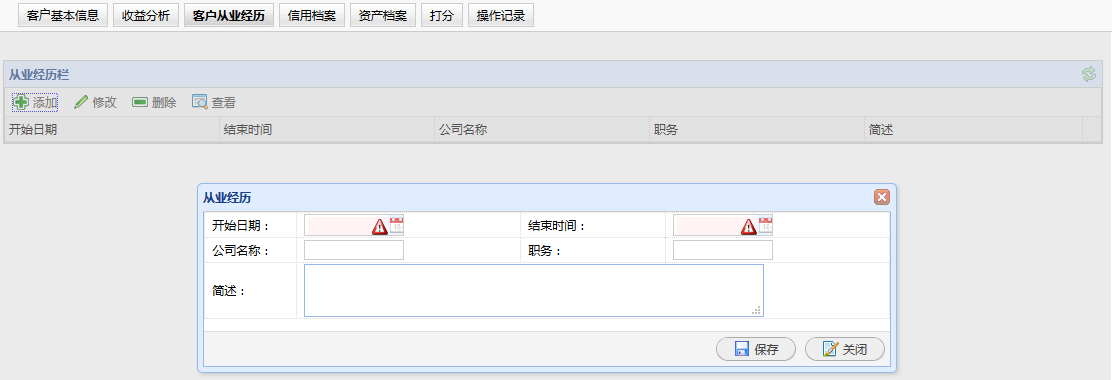 客户基本信息 收益分析 客户从业经历 信用档案 资产档案 打分 操作记录
从业经历栏
添加 修改 删除 查看
开始日期 结束时间 公司名称 职务 简述
从业经历
开始日期： 结束时间：
公司名称： 职务：
简述：
保存 关闭